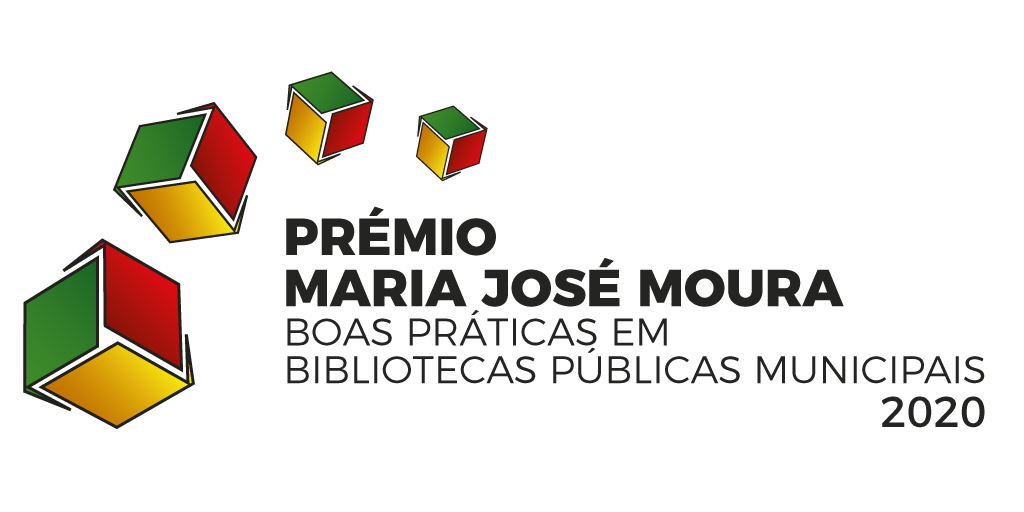 PRÉMIO
MARIA JOSÉ MOURA
BOAS PRÁTICAS EM
BIBLIOTECAS PÚBLICAS MUNICIPAIS
2020